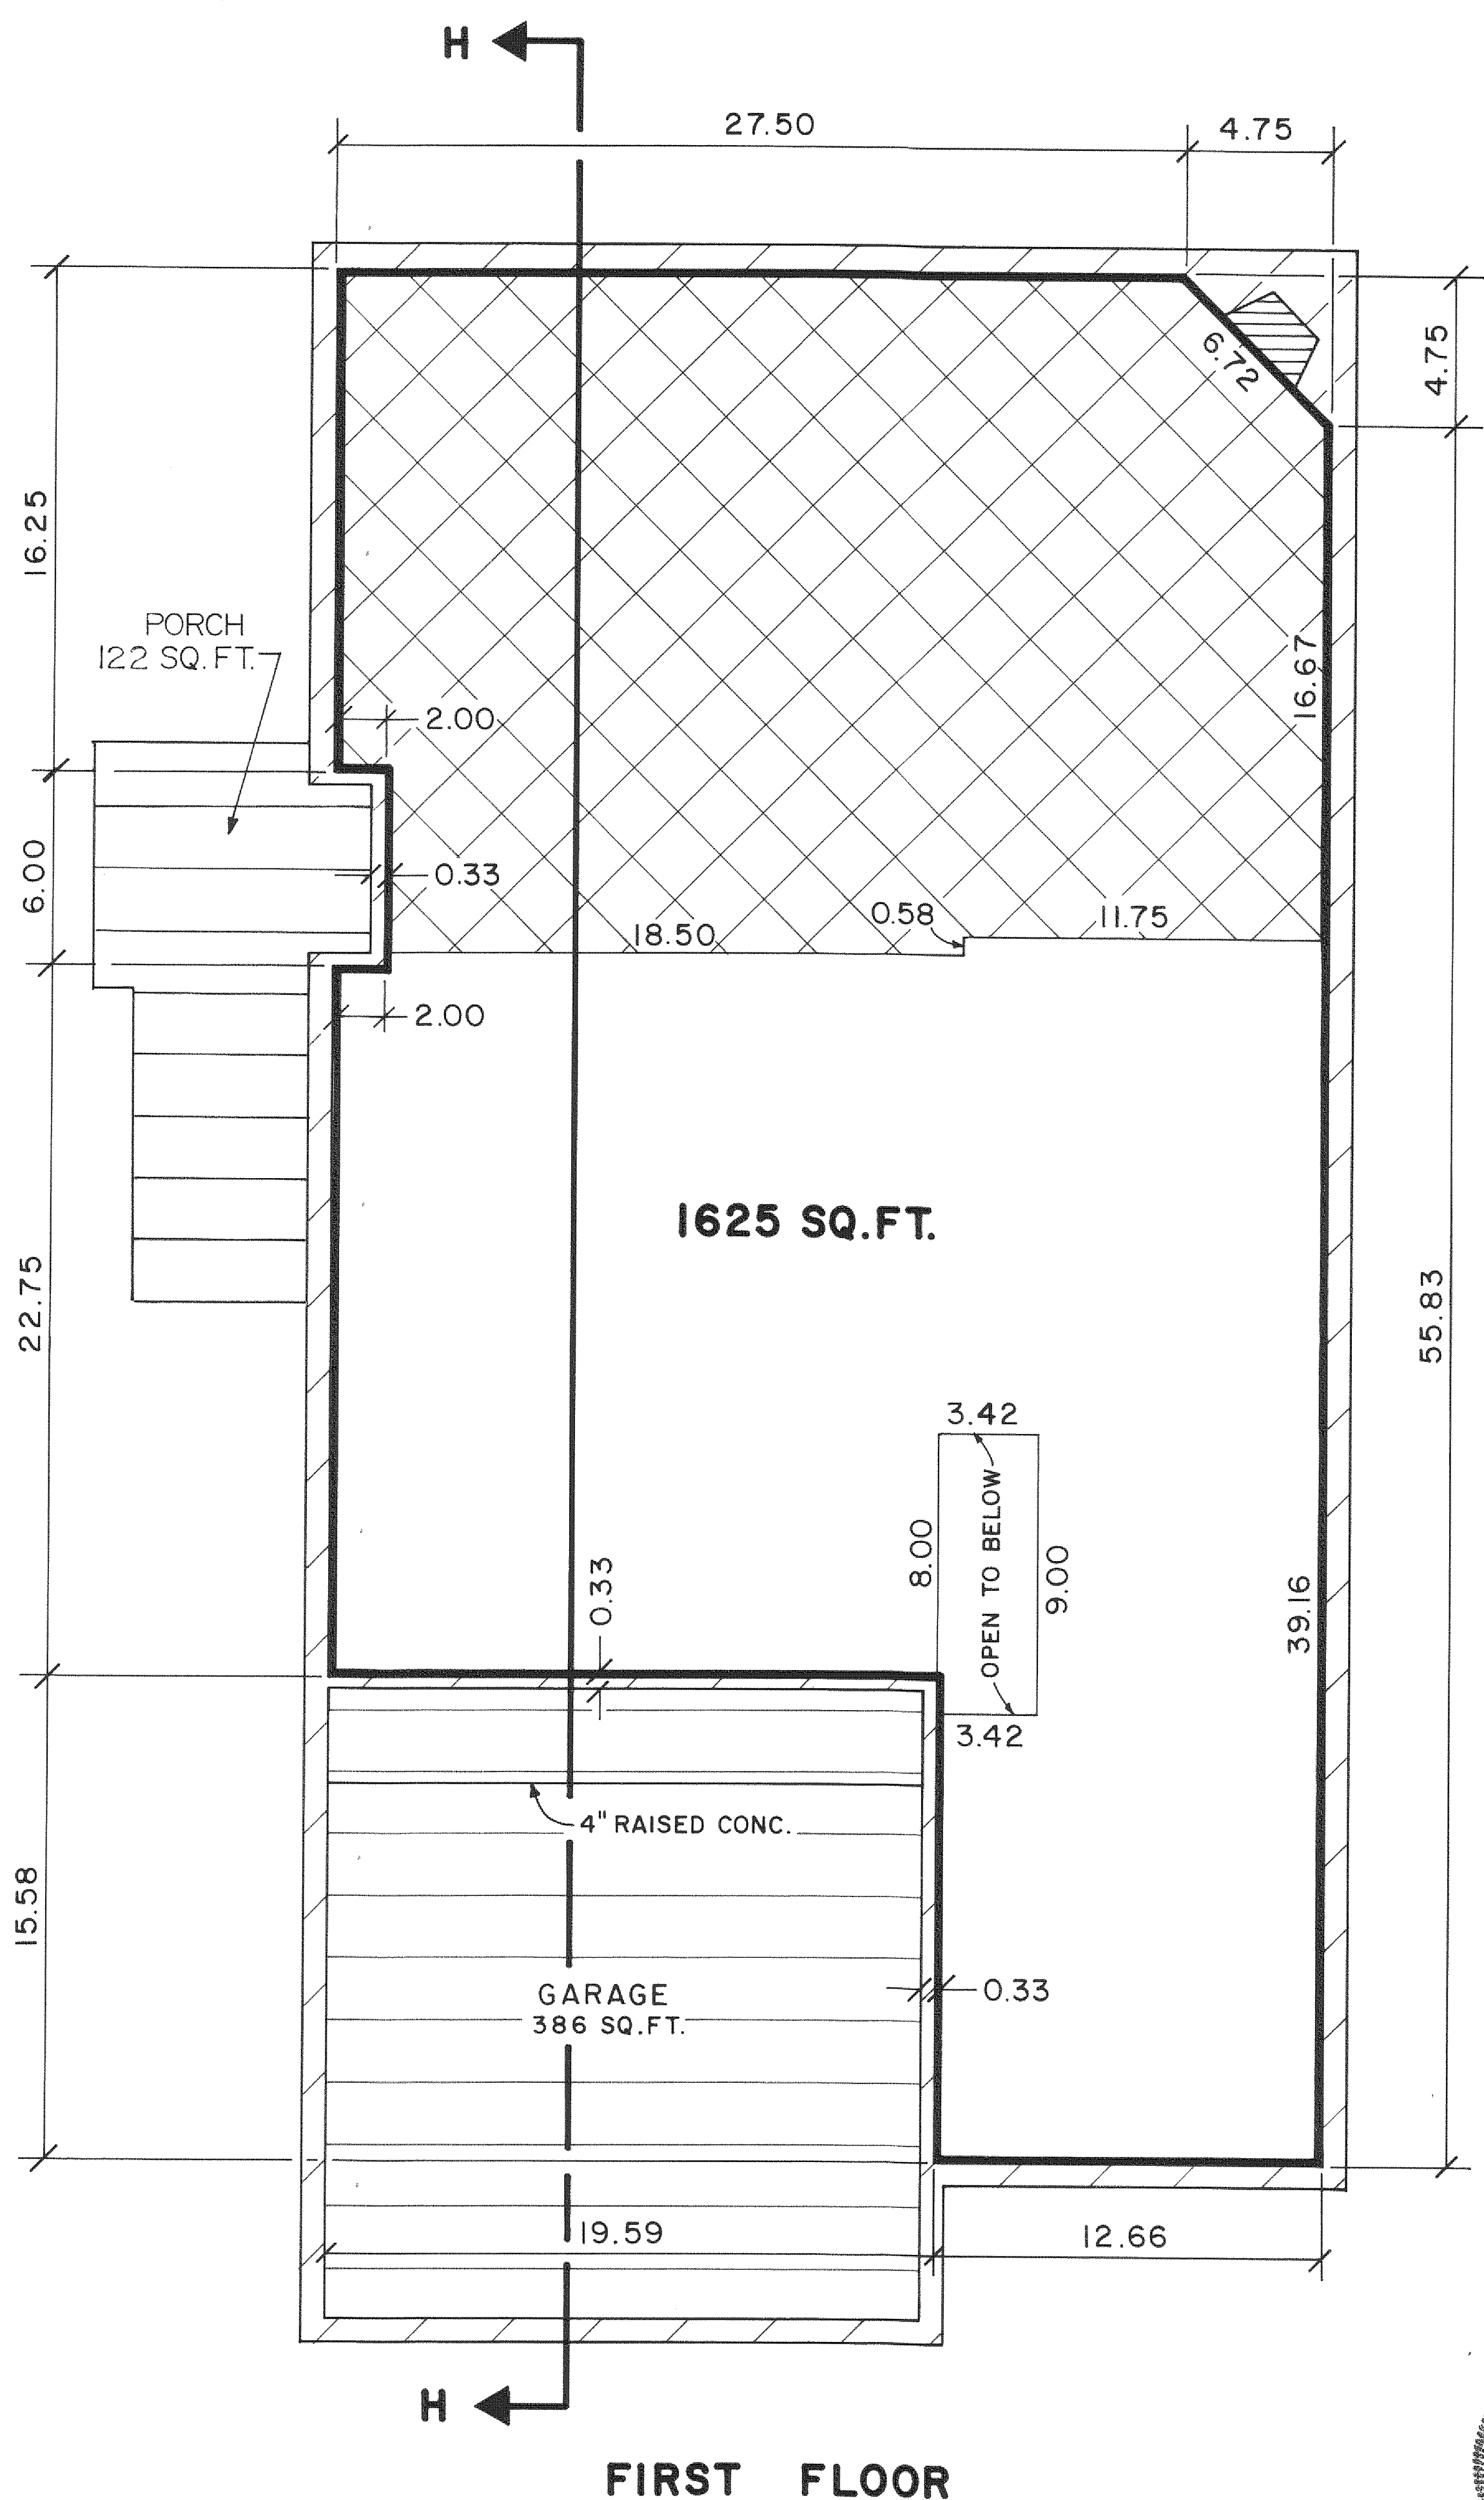 H
27.50
4.75
4.75
6.72
16.25
PORCH
122 SQ.FT.
16.67
2.00
6.00
0.33
0.58
11.75
18.50
2.00
1625 SQ.FT.
22.75
55.83
3.42
8.00
OPEN TO BELOW
9.00
0.33
39.16
3.42
4" RAISED CONC.
15.58
GARAGE
386 SQ.FT.
0.33
19.59
12.66
H
FIRST FLOOR